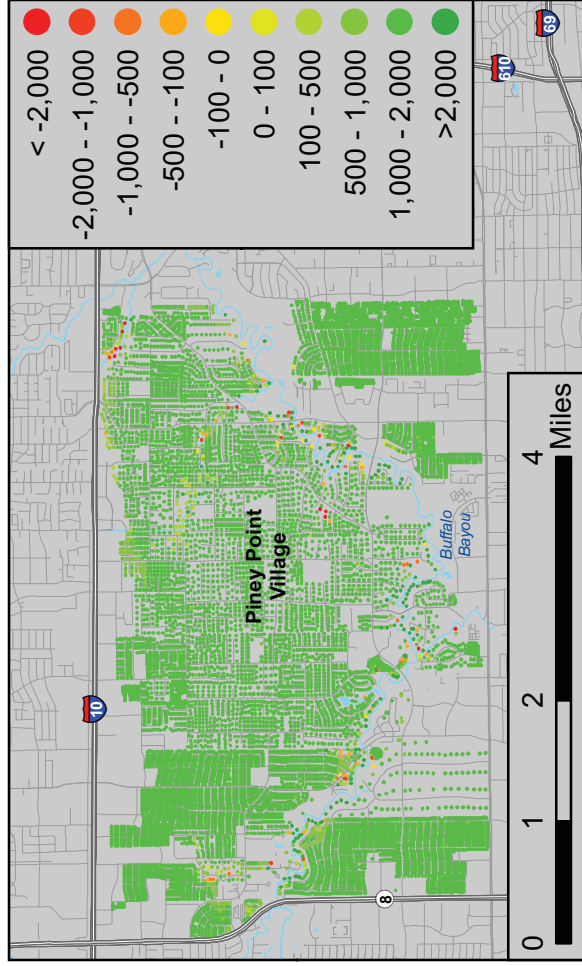 < -2,000
-2,000 - -1,000
-1,000 - -500
-500 - -100
-100 - 0
0 - 100
100 - 500
500 - 1,000
1,000 - 2,000
>2,000
69
610
10
8
Piney Point
Village
Buffalo
Bayou
0 1 2 4
Miles